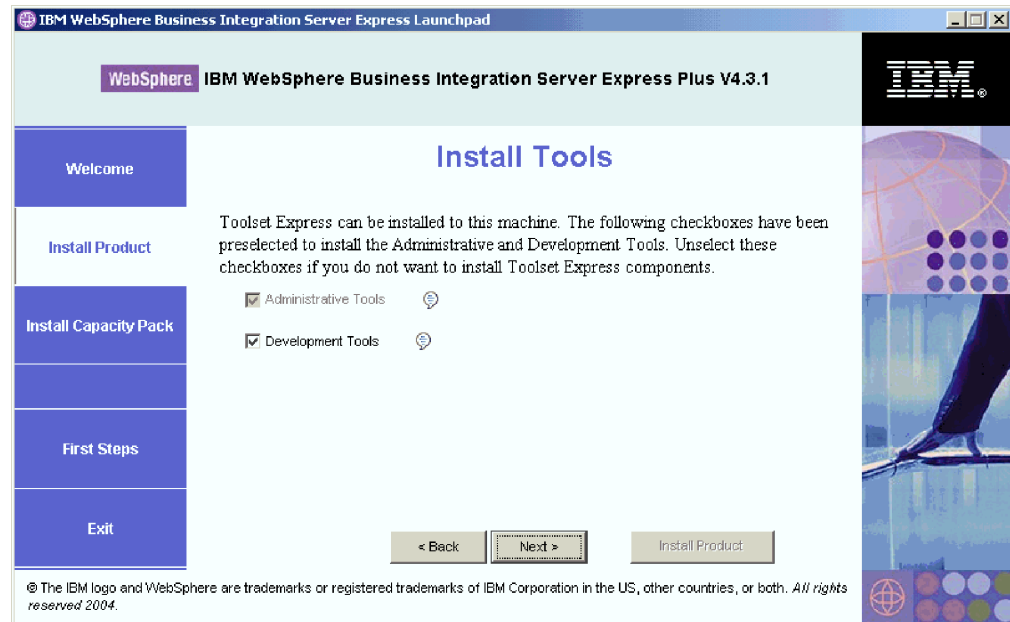 IBM WebSphere Business Integration Server Express Launchpad
WebSphere. IBM WebSphere Business Integration Server Express Plus V4.3.1
IBM®
Welcome
Install Product
Install Capacity Pack
First Steps
Exit
Install Tools
Toolset Express can be installed to this machine. The following checkboxes have been
preselected to install the Administrative and Development Tools. Unselect these
checkboxes if you do not want to install Toolset Express components.
Administrative Tools
Development Tools
< Back
Next >
Install Product
© The IBM logo and WebSphere are trademarks or registered trademarks of IBM Corporation in the US, other countries, or both. All rights
reserved 2004.